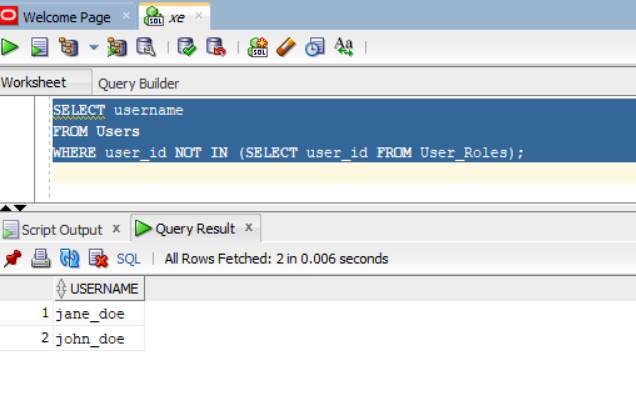 Welcome Page
xe
Worksheet
Query Builder
SELECT username
FROM Users
WHERE user_id NOT IN (SELECT user_id FROM User_Roles);
Script Output x
Query Result x
SQL | All Rows Fetched: 2 in 0.006 seconds
USERNAME
1 jane_doe
2 john_doe